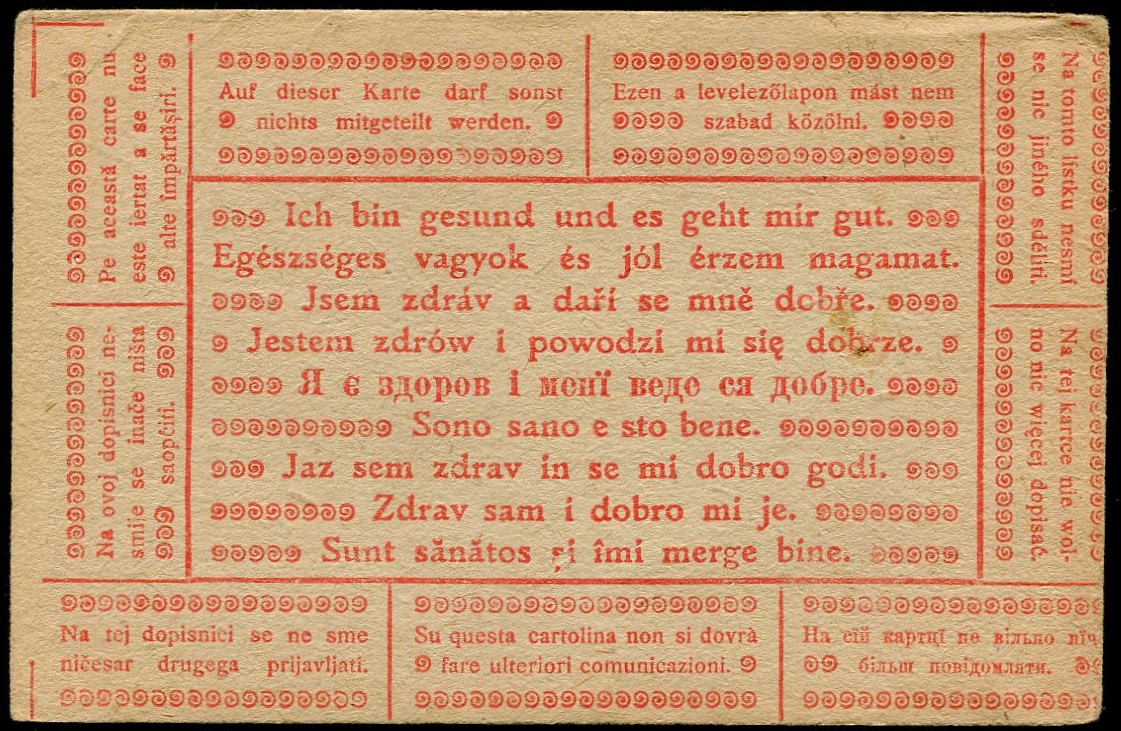 Auf dieser Karte darf sonst
nichts mitgeteilt werden.
Ezen a levelezőlapon mást nem
szabad közölni.
Pe această carte nu
este iertat a se face
alte împărtășiri.
Na tomto lístku nesmí
se nic jiného sděliti.
Ich bin gesund und es geht mir gut.
Egészséges vagyok és jól érzem magamat.
Jsem zdráv a daří se mně dobře.
Jestem zdrów i powodzi mi się dobrze.
Я є здоров і менї веде ся добре.
Sono sano e sto bene.
Jaz sem zdrav in se mi dobro godi.
Zdrav sam i dobro mi je.
Sunt sănătos și îmi merge bine.
Na ovoj dopisnici ne-
smije se inače ništa
saopćiti.
Na tej kartce nie wol-
no nic więcej dopisać.
Na tej dopisnici se ne sme
ničesar drugega prijavljati.
Su questa cartolina non si dovrà
fare ulteriori comunicazioni.
На сїй картцї не вільно нїч
більш повідомляти.